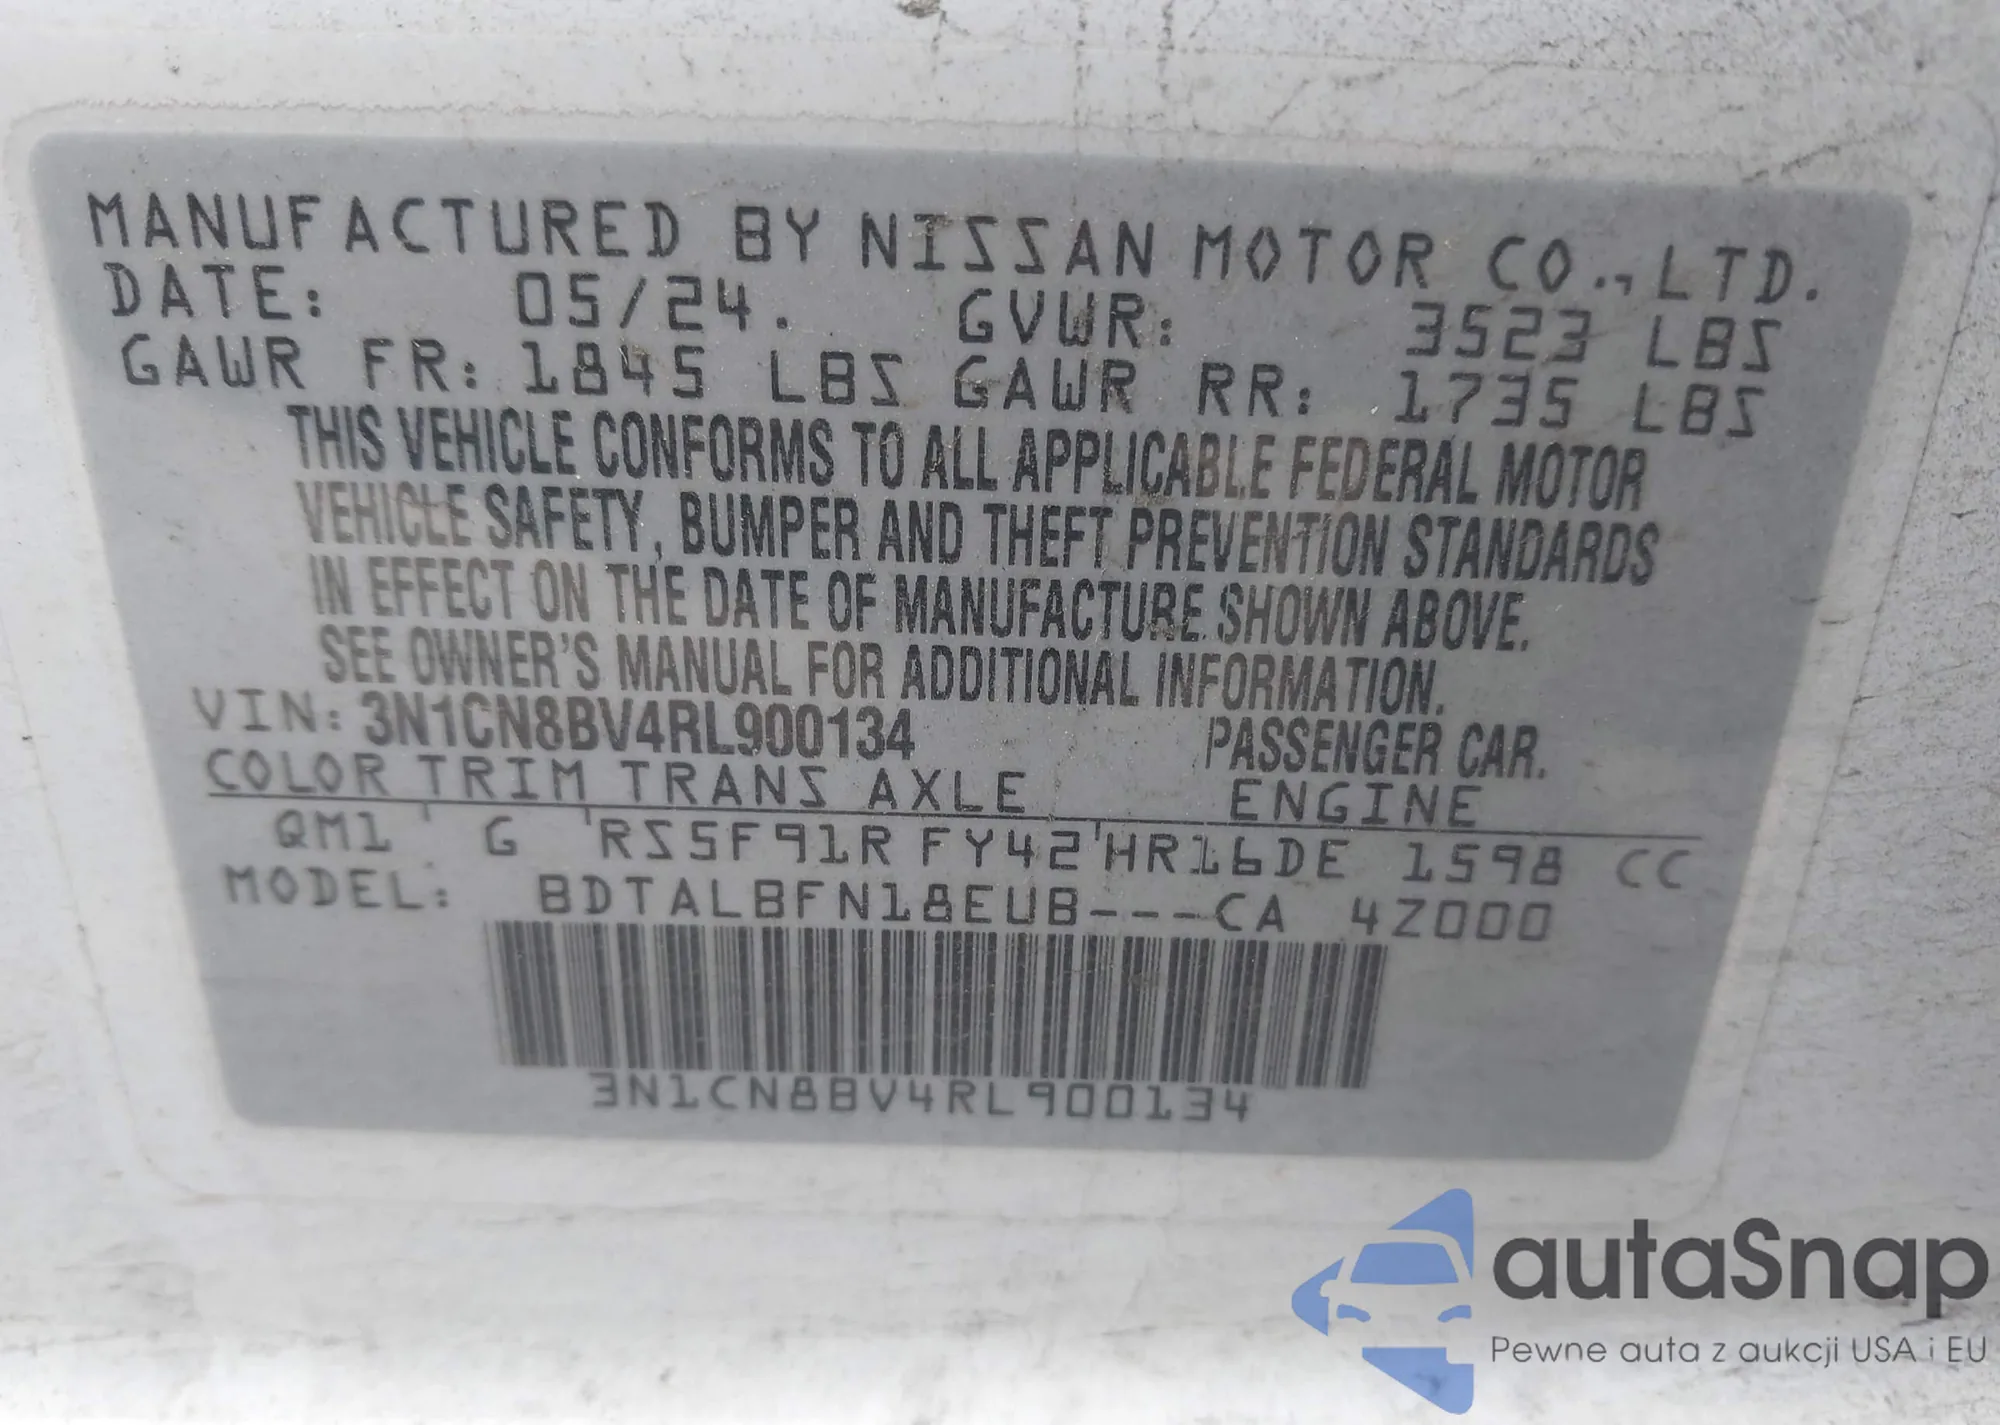 MANUFACTURED BY NISSAN MOTOR CO., LTD.
DATE: 05/24. GVWR: 3523 LBS
GAWR FR: 1845 LBS GAWR RR: 1735 LBS
THIS VEHICLE CONFORMS TO ALL APPLICABLE FEDERAL MOTOR
VEHICLE SAFETY, BUMPER AND THEFT PREVENTION STANDARDS
IN EFFECT ON THE DATE OF MANUFACTURE SHOWN ABOVE.
SEE OWNER'S MANUAL FOR ADDITIONAL INFORMATION.
VIN: 3N1CN8BV4RL900134 PASSENGER CAR.
COLOR TRIM TRANS AXLE ENGINE
QM1 G RS5F91R FY42 HR16DE 1598 CC
MODEL: BDTALBFN18EUB---CA 4Z000
3N1CN8BV4RL900134
autaSnap
Pewne auta z aukcji USA i EU